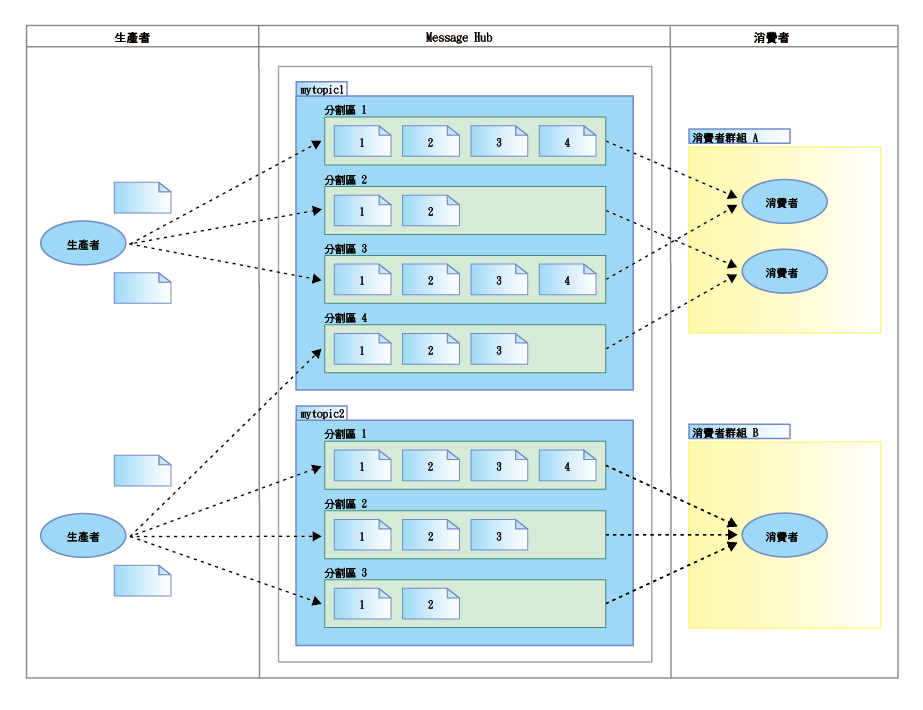 生產者
Message Hub
消費者
mytopic1
分割區 1
1 2 3 4
分割區 2
1 2
分割區 3
1 2 3 4
分割區 4
1 2 3
生產者
消費者群組 A
消費者
消費者
mytopic2
分割區 1
1 2 3 4
分割區 2
1 2 3
分割區 3
1 2
生產者
消費者群組 B
消費者